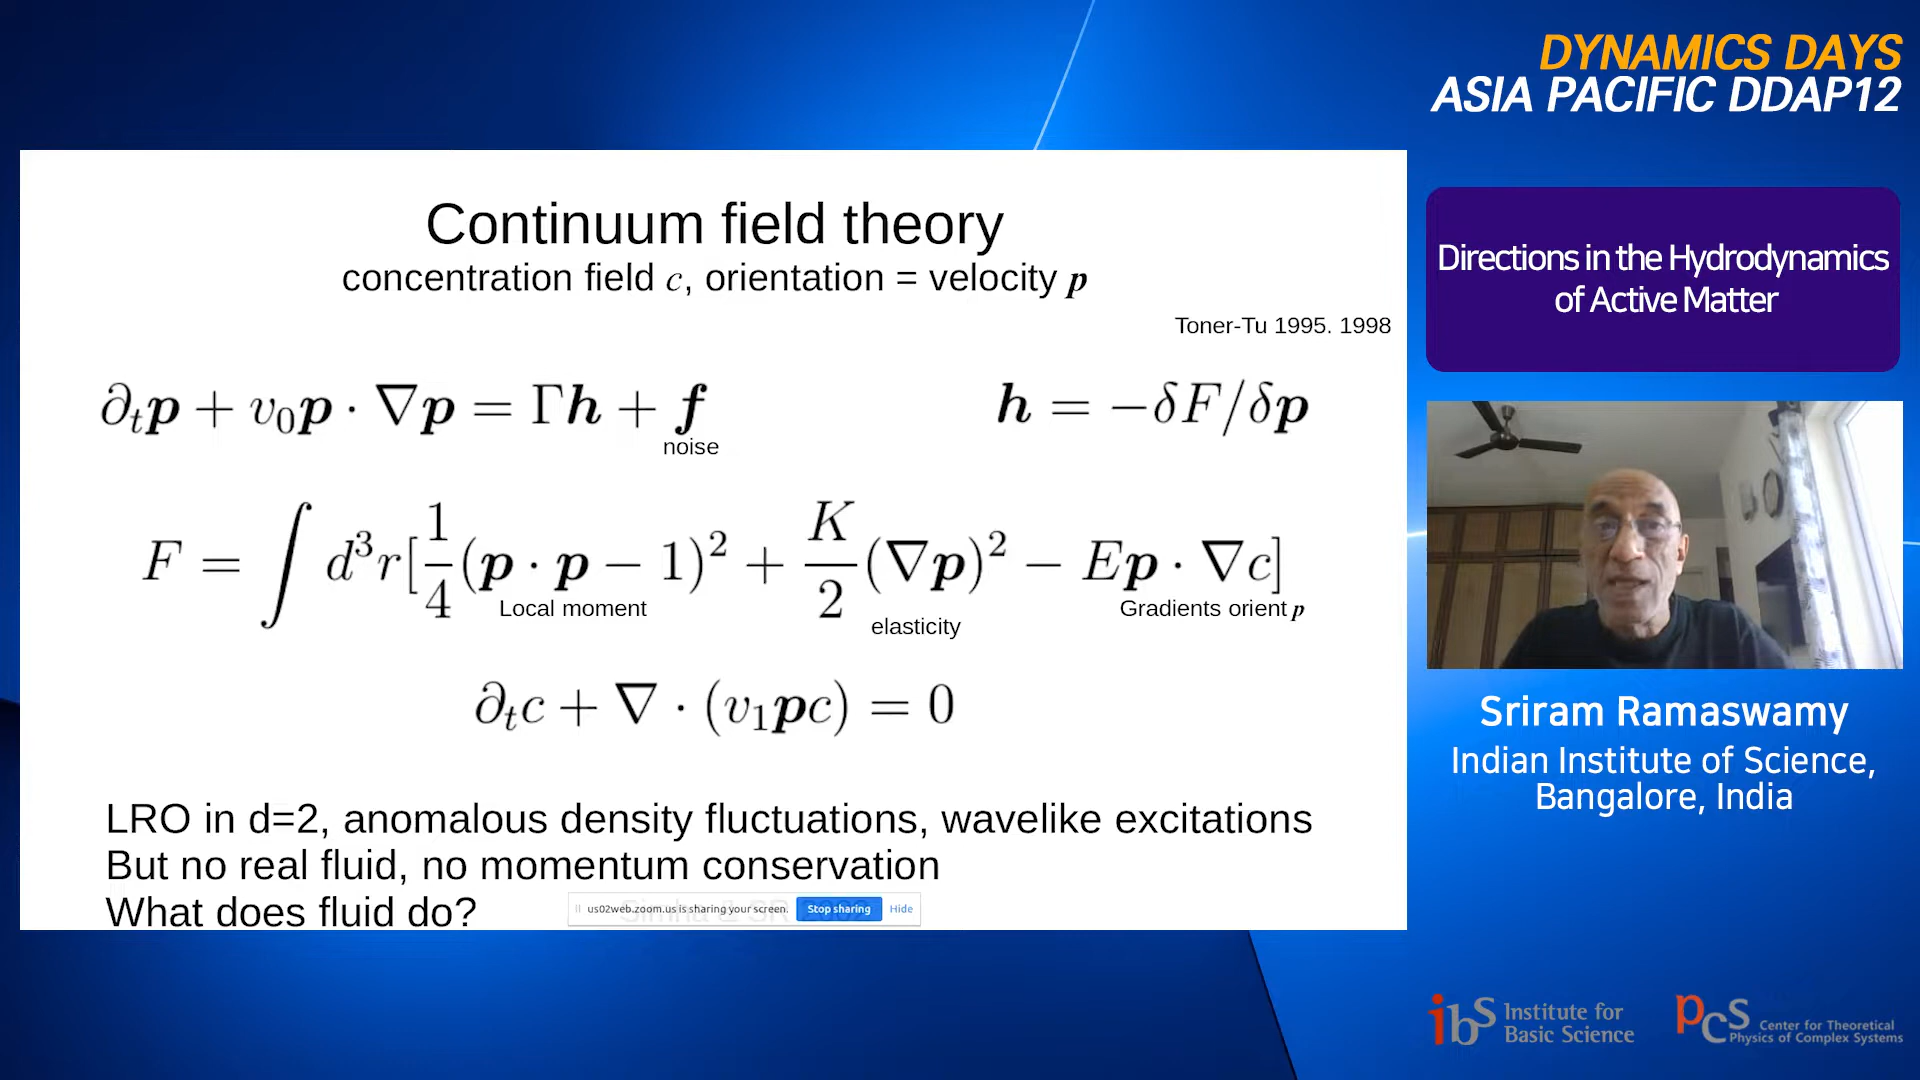 DYNAMICS DAYS
ASIA PACIFIC DDAP12
Continuum field theory
concentration field c, orientation = velocity p
Toner-Tu 1995. 1998
∂ₜp + v₀p · ∇p = Γh + f
noise
h = −δF/δp
F = ∫ d³r[1/4(p · p − 1)² + K/2(∇p)² − Ep · ∇c]
Local moment
elasticity
Gradients orient p
∂ₜc + ∇ · (v₁pc) = 0
LRO in d=2, anomalous density fluctuations, wavelike excitations
But no real fluid, no momentum conservation
What does fluid do?
us02web.zoom.us is sharing your screen. Stop sharing Hide
Directions in the Hydrodynamics
of Active Matter
Sriram Ramaswamy
Indian Institute of Science,
Bangalore, India
ibS Institute for
Basic Science
PCS Center for Theoretical
Physics of Complex Systems